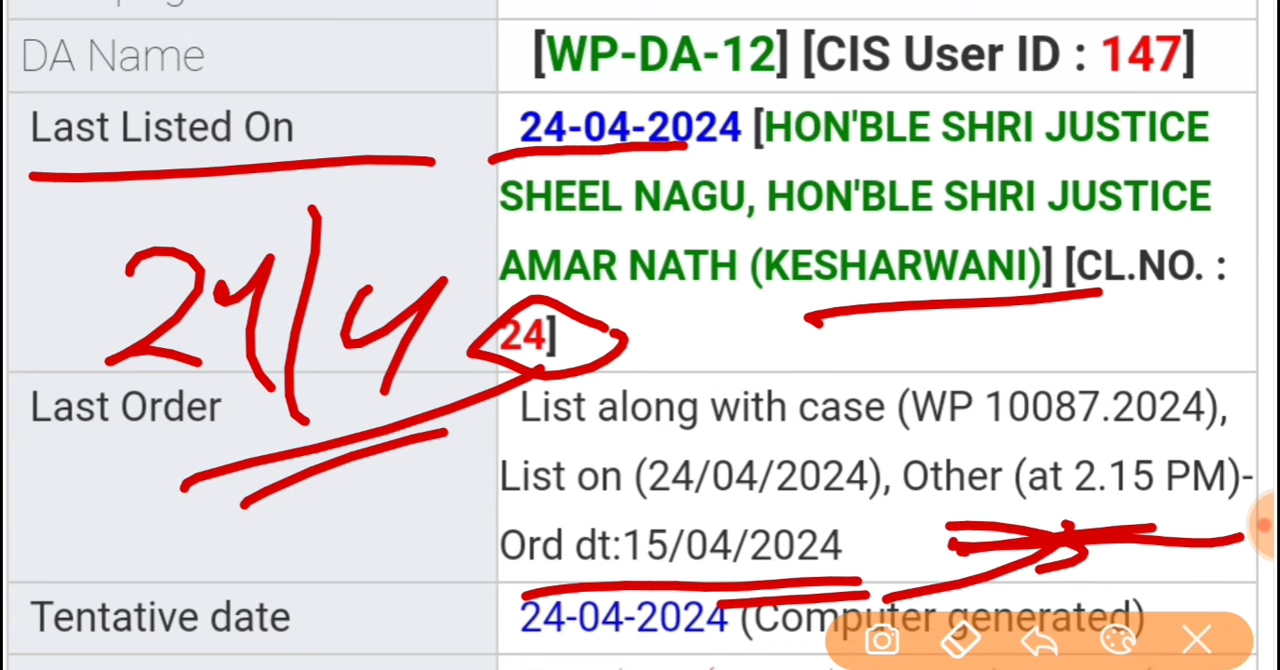 DA Name
[WP-DA-12] [CIS User ID : 147]
Last Listed On
24-04-2024 [HON'BLE SHRI JUSTICE
SHEEL NAGU, HON'BLE SHRI JUSTICE
AMAR NATH (KESHARWANI)] [CL.NO. :
24]
24/4
Last Order
List along with case (WP 10087.2024),
List on (24/04/2024), Other (at 2.15 PM)-
Ord dt:15/04/2024
Tentative date
24-04-2024 (Computer generated)